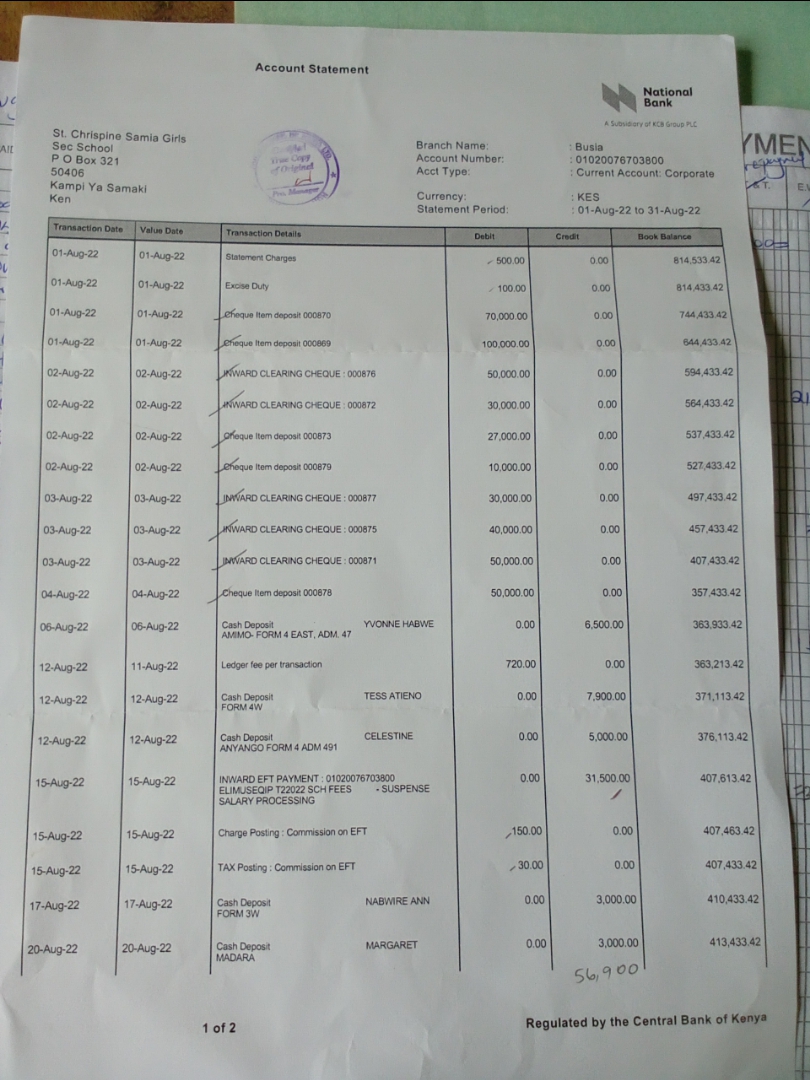 Account Statement
National
Bank
A Subsidiary of KCB Group PLC
St. Chrispine Samia Girls
Sec School
P O Box 321
50406
Kampi Ya Samaki
Ken
Certified
True Copy
of Original
Branch Name: : Busia
Account Number: : 01020076703800
Acct Type: : Current Account: Corporate
Currency: : KES
Statement Period: : 01-Aug-22 to 31-Aug-22
Transaction Date Value Date Transaction Details Debit Credit Book Balance
01-Aug-22 01-Aug-22 Statement Charges 500.00 0.00 814,533.42
01-Aug-22 01-Aug-22 Excise Duty 100.00 0.00 814,433.42
01-Aug-22 01-Aug-22 Cheque Item deposit 000870 70,000.00 0.00 744,433.42
01-Aug-22 01-Aug-22 Cheque Item deposit 000869 100,000.00 0.00 644,433.42
02-Aug-22 02-Aug-22 INWARD CLEARING CHEQUE : 000876 50,000.00 0.00 594,433.42
02-Aug-22 02-Aug-22 INWARD CLEARING CHEQUE : 000872 30,000.00 0.00 564,433.42
02-Aug-22 02-Aug-22 Cheque Item deposit 000873 27,000.00 0.00 537,433.42
02-Aug-22 02-Aug-22 Cheque Item deposit 000879 10,000.00 0.00 527,433.42
03-Aug-22 03-Aug-22 INWARD CLEARING CHEQUE : 000877 30,000.00 0.00 497,433.42
03-Aug-22 03-Aug-22 INWARD CLEARING CHEQUE : 000875 40,000.00 0.00 457,433.42
03-Aug-22 03-Aug-22 INWARD CLEARING CHEQUE : 000871 50,000.00 0.00 407,433.42
04-Aug-22 04-Aug-22 Cheque Item deposit 000878 50,000.00 0.00 357,433.42
06-Aug-22 06-Aug-22 Cash Deposit YVONNE HABWE 0.00 6,500.00 363,933.42
AMIMO- FORM 4 EAST, ADM. 47
12-Aug-22 11-Aug-22 Ledger fee per transaction 720.00 0.00 363,213.42
12-Aug-22 12-Aug-22 Cash Deposit TESS ATIENO 0.00 7,900.00 371,113.42
FORM 4W
12-Aug-22 12-Aug-22 Cash Deposit CELESTINE 0.00 5,000.00 376,113.42
ANYANGO FORM 4 ADM 491
15-Aug-22 15-Aug-22 INWARD EFT PAYMENT : 01020076703800 0.00 31,500.00 407,613.42
ELIMUSEQIP T22022 SCH FEES - SUSPENSE
SALARY PROCESSING
15-Aug-22 15-Aug-22 Charge Posting : Commission on EFT 150.00 0.00 407,463.42
15-Aug-22 15-Aug-22 TAX Posting : Commission on EFT 30.00 0.00 407,433.42
17-Aug-22 17-Aug-22 Cash Deposit NABWIRE ANN 0.00 3,000.00 410,433.42
FORM 3W
20-Aug-22 20-Aug-22 Cash Deposit MARGARET 0.00 3,000.00 413,433.42
MADARA
56,900
1 of 2
Regulated by the Central Bank of Kenya